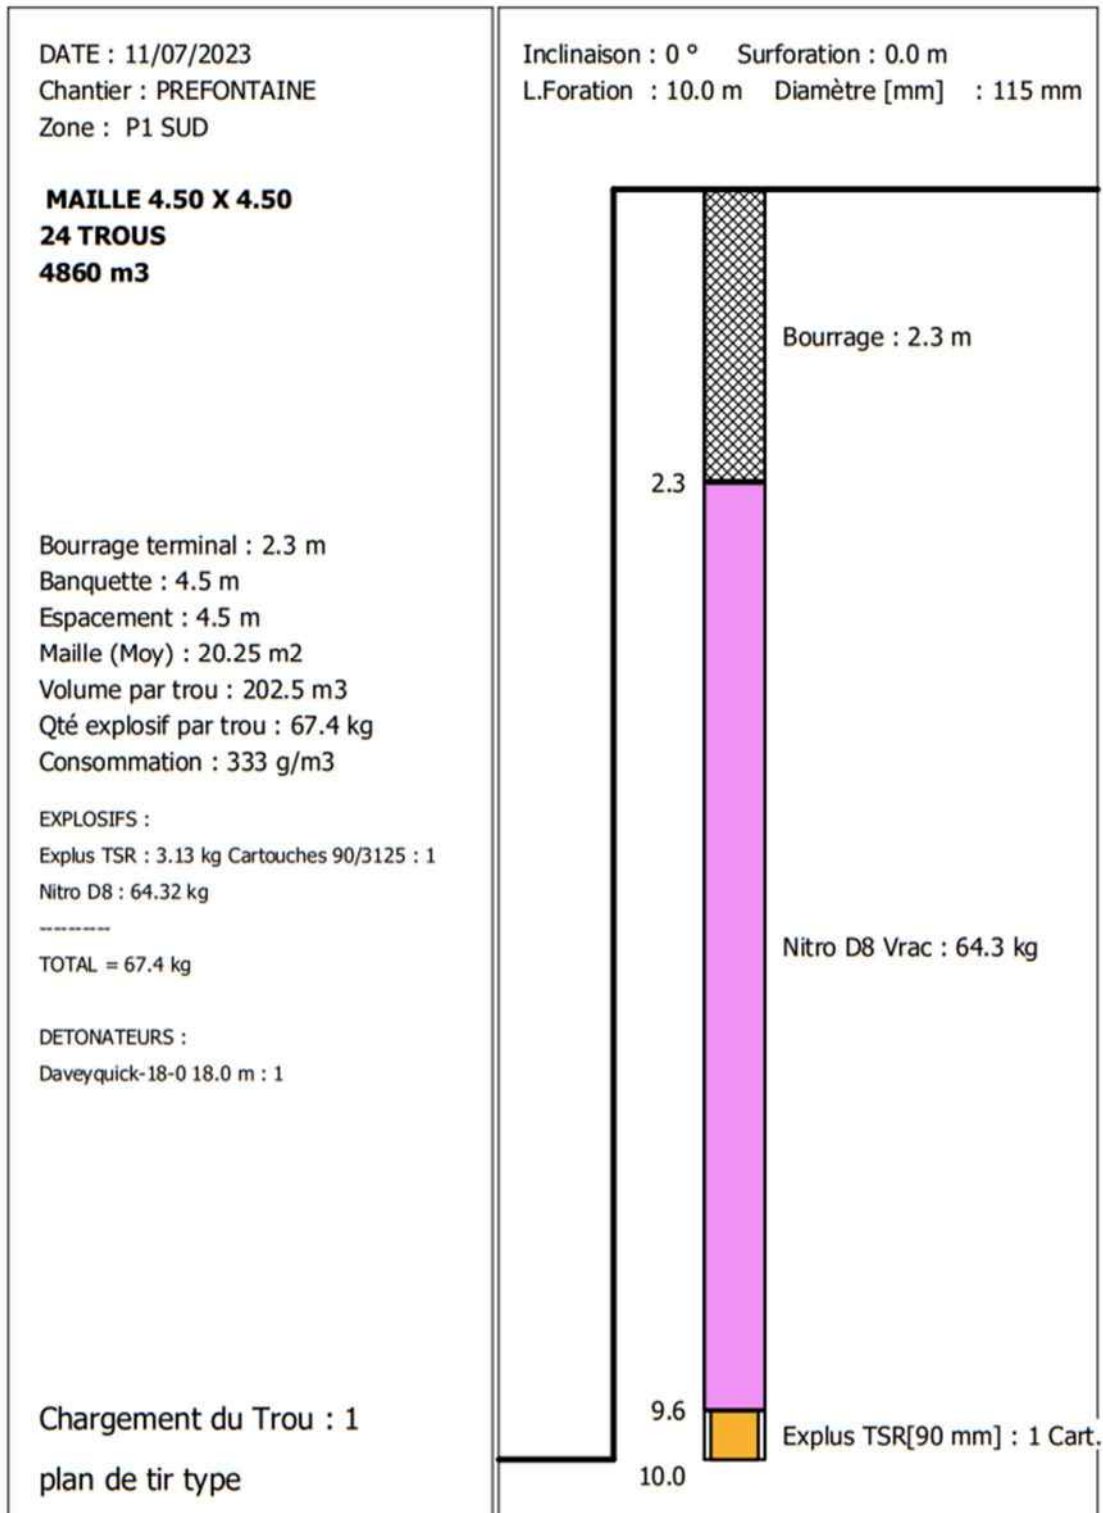 DATE : 11/07/2023
Chantier : PREFONTAINE
Zone : P1 SUD
MAILLE 4.50 X 4.50
24 TROUS
4860 m3
Bourrage terminal : 2.3 m
Banquette : 4.5 m
Espacement : 4.5 m
Maille (Moy) : 20.25 m2
Volume par trou : 202.5 m3
Qté explosif par trou : 67.4 kg
Consommation : 333 g/m3
EXPLOSIFS :
Explus TSR : 3.13 kg Cartouches 90/3125 : 1
Nitro D8 : 64.32 kg
----------
TOTAL = 67.4 kg
DETONATEURS :
Daveyquick-18-0 18.0 m : 1
Chargement du Trou : 1
plan de tir type
Inclinaison : 0 ° Surforation : 0.0 m
L.Foration : 10.0 m Diamètre [mm] : 115 mm
Bourrage : 2.3 m
2.3
Nitro D8 Vrac : 64.3 kg
9.6
Explus TSR[90 mm] : 1 Cart.
10.0